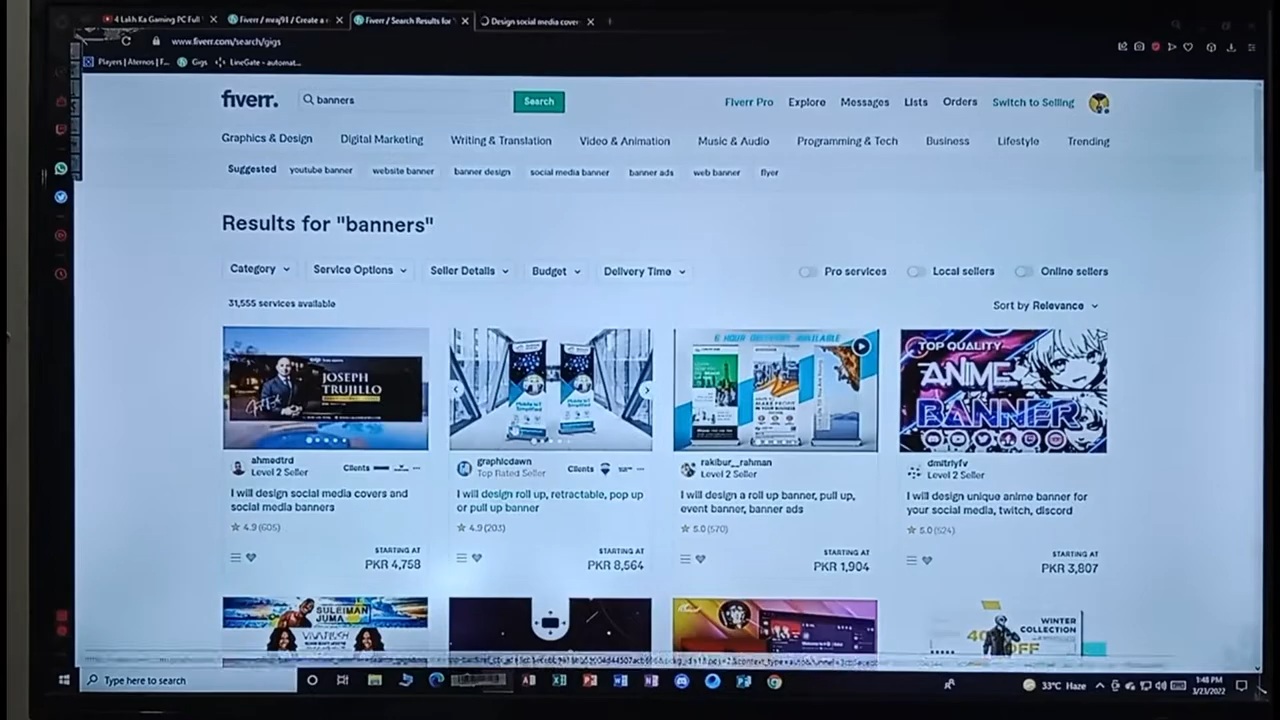 4 Lakh Ka Gaming PC Full
Fiverr / Search Results for
Design social media cover
www.fiverr.com/search/gigs
Players | Aternos | F...
Gigs
LineGate - automat...
fiverr.
banners
Search
Fiverr Pro
Explore
Messages
Lists
Orders
Switch to Selling
Graphics & Design
Digital Marketing
Writing & Translation
Video & Animation
Music & Audio
Programming & Tech
Business
Lifestyle
Trending
Suggested
youtube banner
website banner
banner design
social media banner
banner ads
web banner
flyer
Results for "banners"
Category
Service Options
Seller Details
Budget
Delivery Time
Pro services
Local sellers
Online sellers
31,555 services available
Sort by Relevance
JOSEPH
TRUJILLO
6 HOUR DELIVERY AVAILABLE
TOP QUALITY
ANIME
BANNER
ahmedtrd
Level 2 Seller
Clients
graphicdawn
Top Rated Seller
Clients
rakibur__rahman
Level 2 Seller
dmitriyfv
Level 2 Seller
I will design social media covers and
social media banners
I will design roll up, retractable, pop up
or pull up banner
I will design a roll up banner, pull up,
event banner, banner ads
I will design unique anime banner for
your social media, twitch, discord
4.9 (605)
4.9 (203)
5.0 (570)
5.0 (524)
STARTING AT
PKR 4,758
STARTING AT
PKR 8,564
STARTING AT
PKR 1,904
STARTING AT
PKR 3,807
SULEIMAN
JUMA
WINTER
COLLECTION
OFF
Type here to search
33°C Haze
1:48 PM
3/23/2022